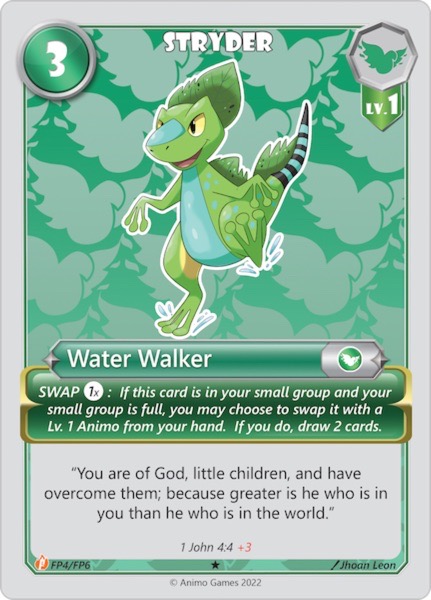 3
STRYDER
LV.1
Water Walker
SWAP 1x : If this card is in your small group and your
small group is full, you may choose to swap it with a
Lv. 1 Animo from your hand. If you do, draw 2 cards.
“You are of God, little children, and have
overcome them; because greater is he who is in
you than he who is in the world.”
1 John 4:4 +3
FP4/FP6
Jhoan Leon
© Animo Games 2022